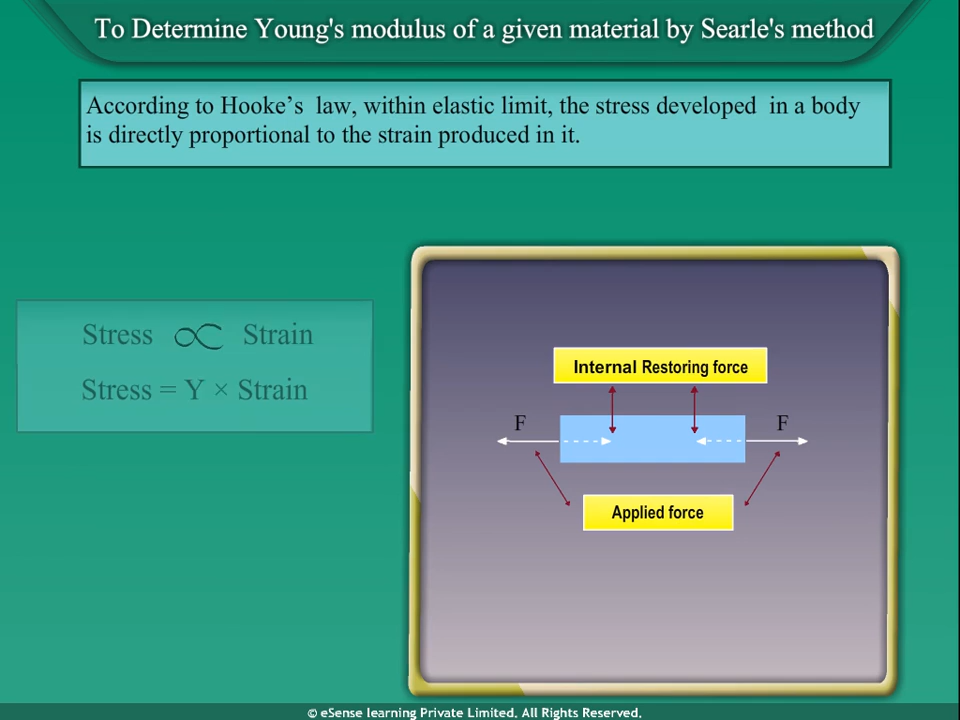 To Determine Young's modulus of a given material by Searle's method
According to Hooke’s law, within elastic limit, the stress developed in a body
is directly proportional to the strain produced in it.
Stress ∝ Strain
Stress = Y × Strain
Internal Restoring force
F F
Applied force
© eSense learning Private Limited. All Rights Reserved.